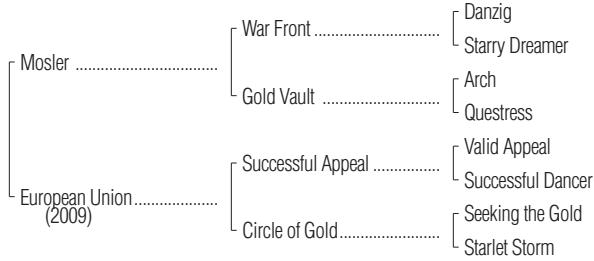 Danzig
War Front ................................
Starry Dreamer
Mosler ....................................
Arch
Gold Vault ..............................
Questress
Valid Appeal
Successful Appeal .................
Successful Dancer
European Union.....................
(2009)
Seeking the Gold
Circle of Gold.........................
Starlet Storm